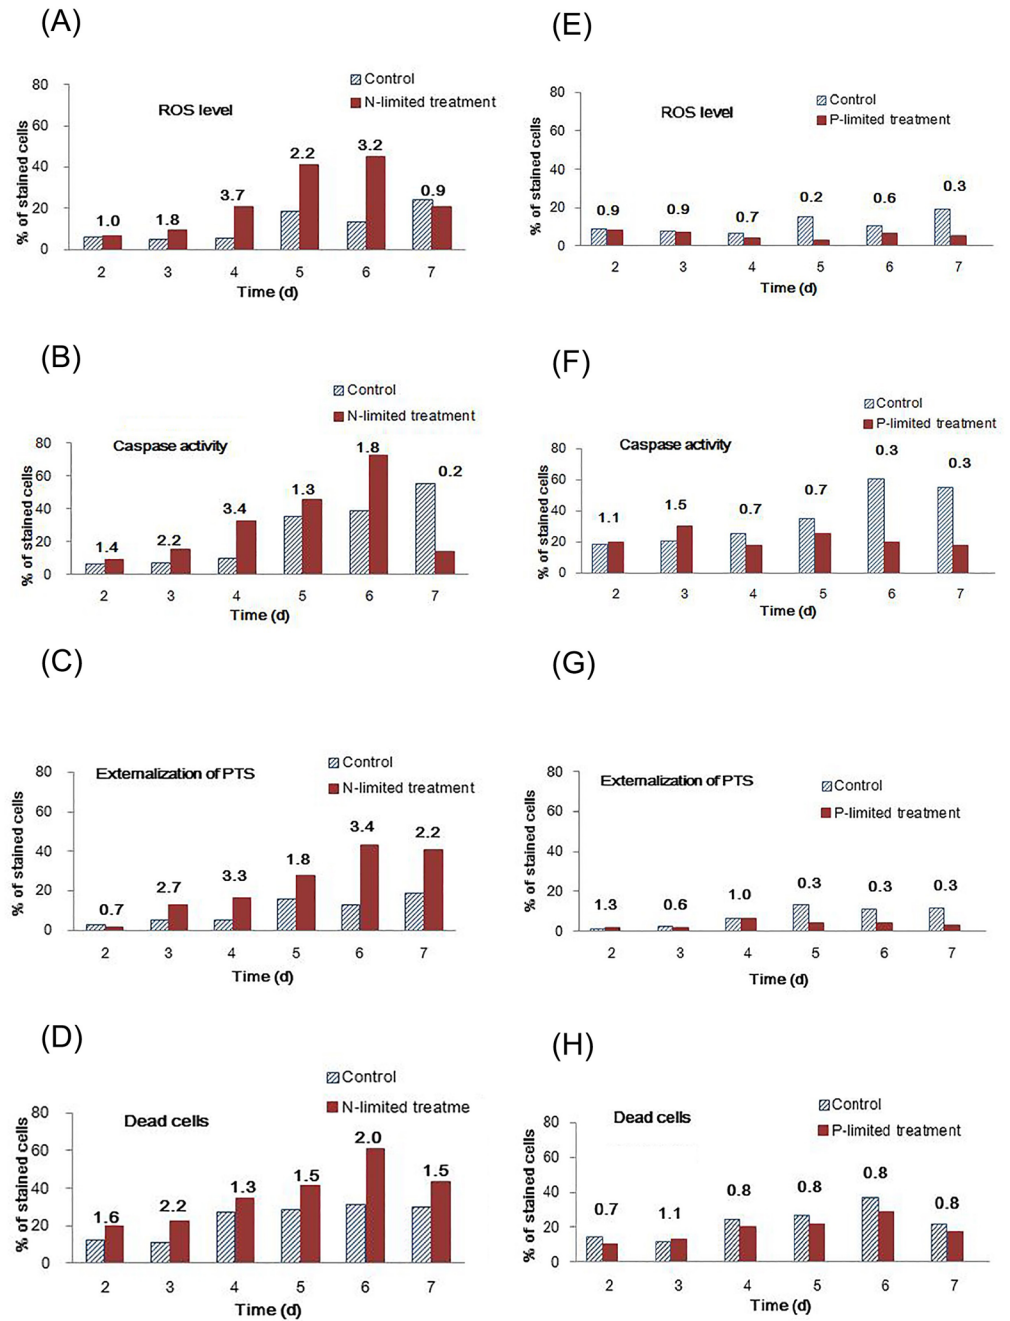 (A)
Control
N-limited treatment
ROS level
% of stained cells
80
60
40
20
0
1.0
1.8
3.7
2.2
3.2
0.9
2 3 4 5 6 7
Time (d)
(E)
Control
P-limited treatment
ROS level
% of stained cells
80
60
40
20
0
0.9
0.9
0.7
0.2
0.6
0.3
2 3 4 5 6 7
Time (d)
(B)
Control
N-limited treatment
Caspase activity
% of stained cells
80
60
40
20
0
1.4
2.2
3.4
1.3
1.8
0.2
2 3 4 5 6 7
Time (d)
(F)
Control
P-limited treatment
Caspase activity
% of stained cells
80
60
40
20
0
1.1
1.5
0.7
0.7
0.3
0.3
2 3 4 5 6 7
Time (d)
(C)
Control
N-limited treatment
Externalization of PTS
% of stained cells
80
60
40
20
0
0.7
2.7
3.3
1.8
3.4
2.2
2 3 4 5 6 7
Time (d)
(G)
Control
P-limited treatment
Externalization of PTS
% of stained cells
80
60
40
20
0
1.3
0.6
1.0
0.3
0.3
0.3
2 3 4 5 6 7
Time (d)
(D)
Control
N-limited treatme
Dead cells
% of stained cells
80
60
40
20
0
1.6
2.2
1.3
1.5
2.0
1.5
2 3 4 5 6 7
Time (d)
(H)
Control
P-limited treatment
Dead cells
% of stained cells
80
60
40
20
0
0.7
1.1
0.8
0.8
0.8
0.8
2 3 4 5 6 7
Time (d)